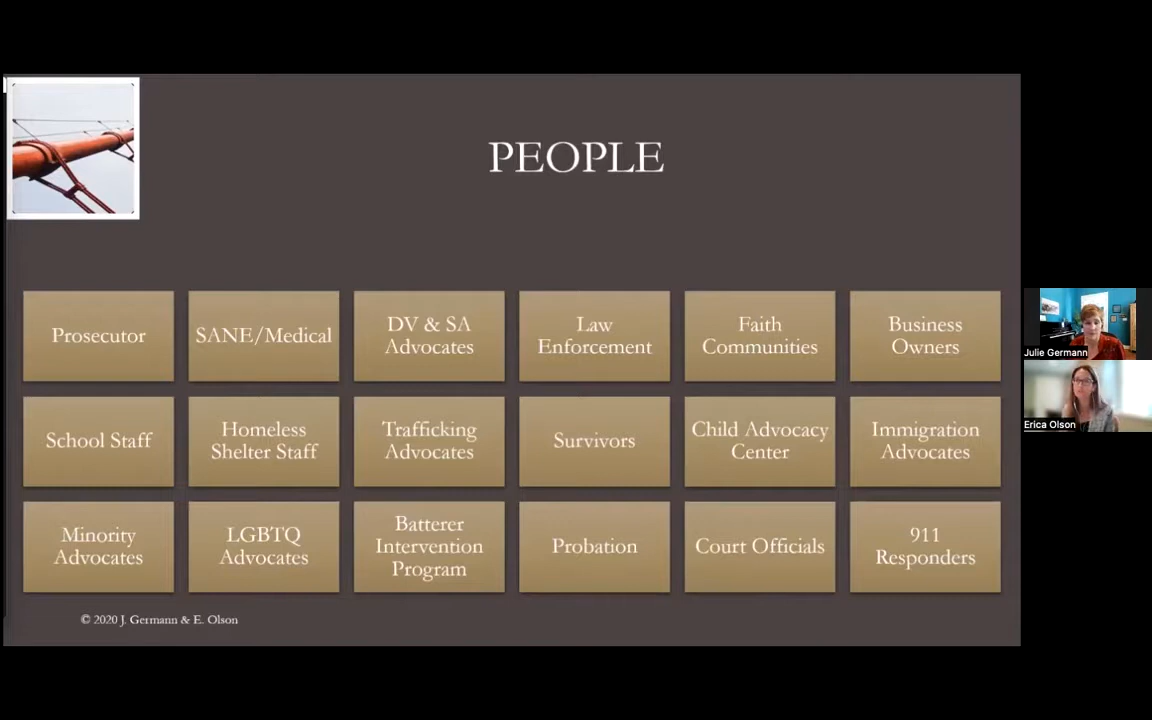 PEOPLE
Prosecutor
SANE/Medical
DV & SA
Advocates
Law
Enforcement
Faith
Communities
Business
Owners
School Staff
Homeless
Shelter Staff
Trafficking
Advocates
Survivors
Child Advocacy
Center
Immigration
Advocates
Minority
Advocates
LGBTQ
Advocates
Batterer
Intervention
Program
Probation
Court Officials
911
Responders
© 2020 J. Germann & E. Olson
Julie Germann
Erica Olson